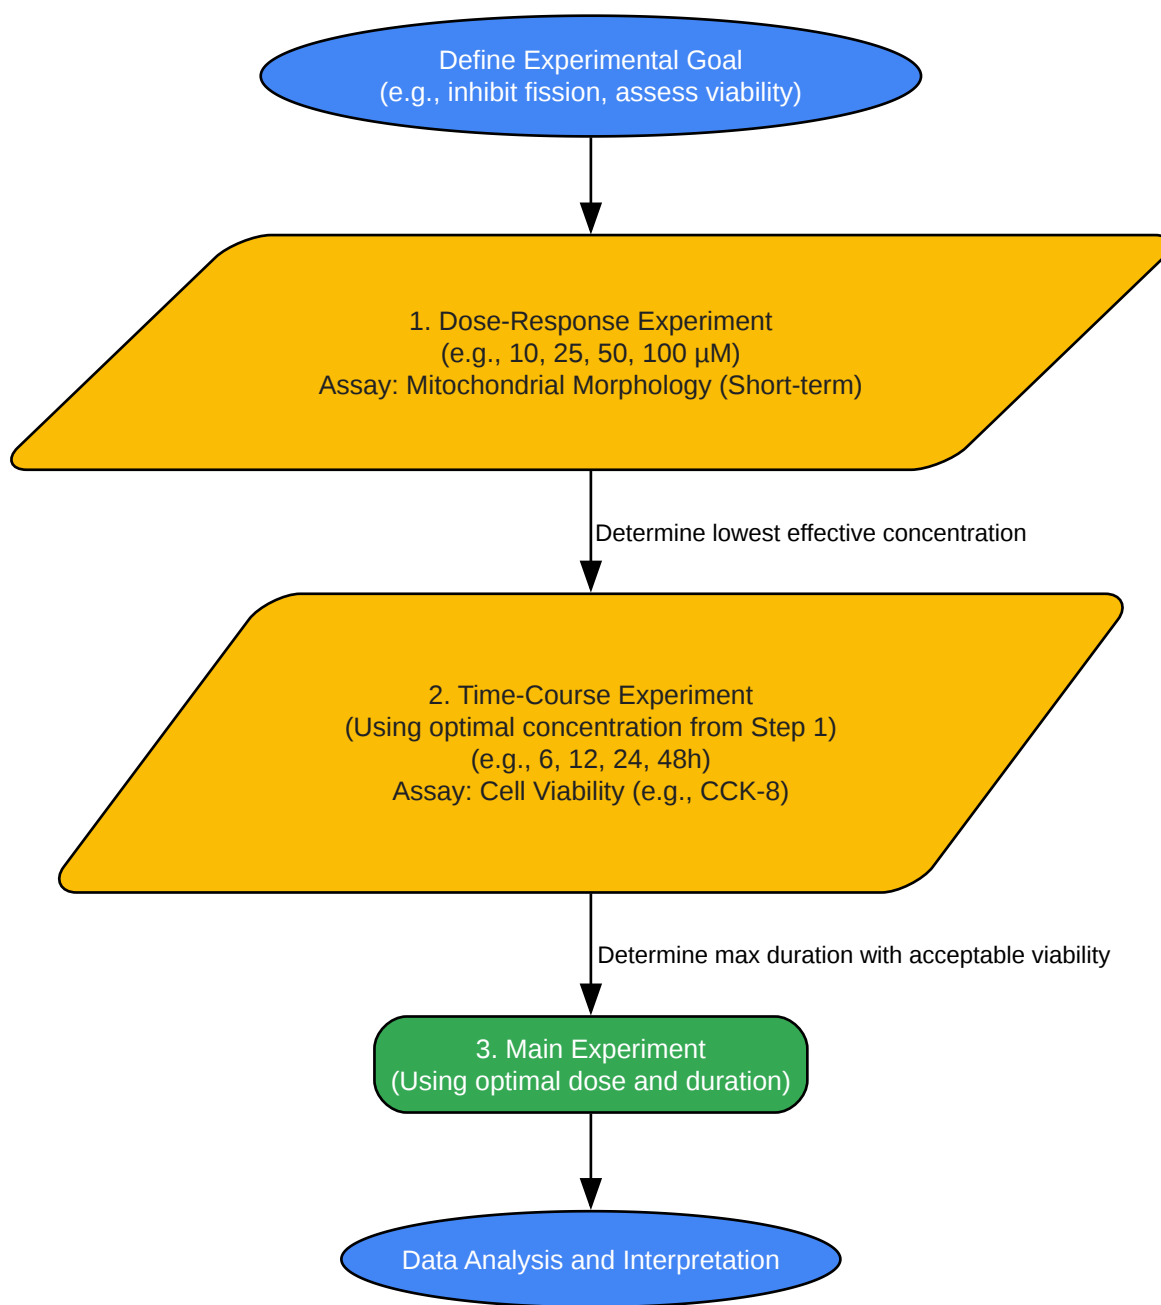 Define Experimental Goal
(e.g., inhibit fission, assess viability)
1. Dose-Response Experiment
(e.g., 10, 25, 50, 100 µM)
Assay: Mitochondrial Morphology (Short-term)
Determine lowest effective concentration
2. Time-Course Experiment
(Using optimal concentration from Step 1)
(e.g., 6, 12, 24, 48h)
Assay: Cell Viability (e.g., CCK-8)
Determine max duration with acceptable viability
3. Main Experiment
(Using optimal dose and duration)
Data Analysis and Interpretation